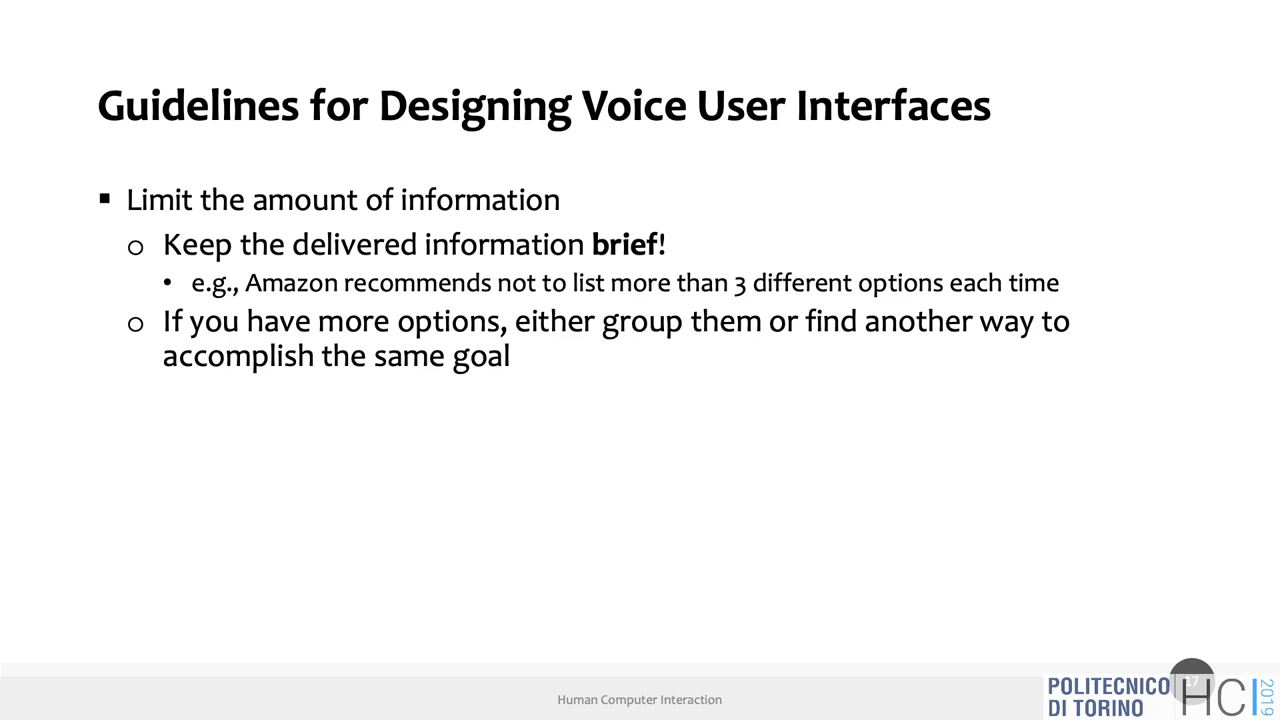 Guidelines for Designing Voice User Interfaces
▪ Limit the amount of information
o Keep the delivered information brief!
• e.g., Amazon recommends not to list more than 3 different options each time
o If you have more options, either group them or find another way to
accomplish the same goal
Human Computer Interaction
POLITECNICO
DI TORINO
17
HCI
2019